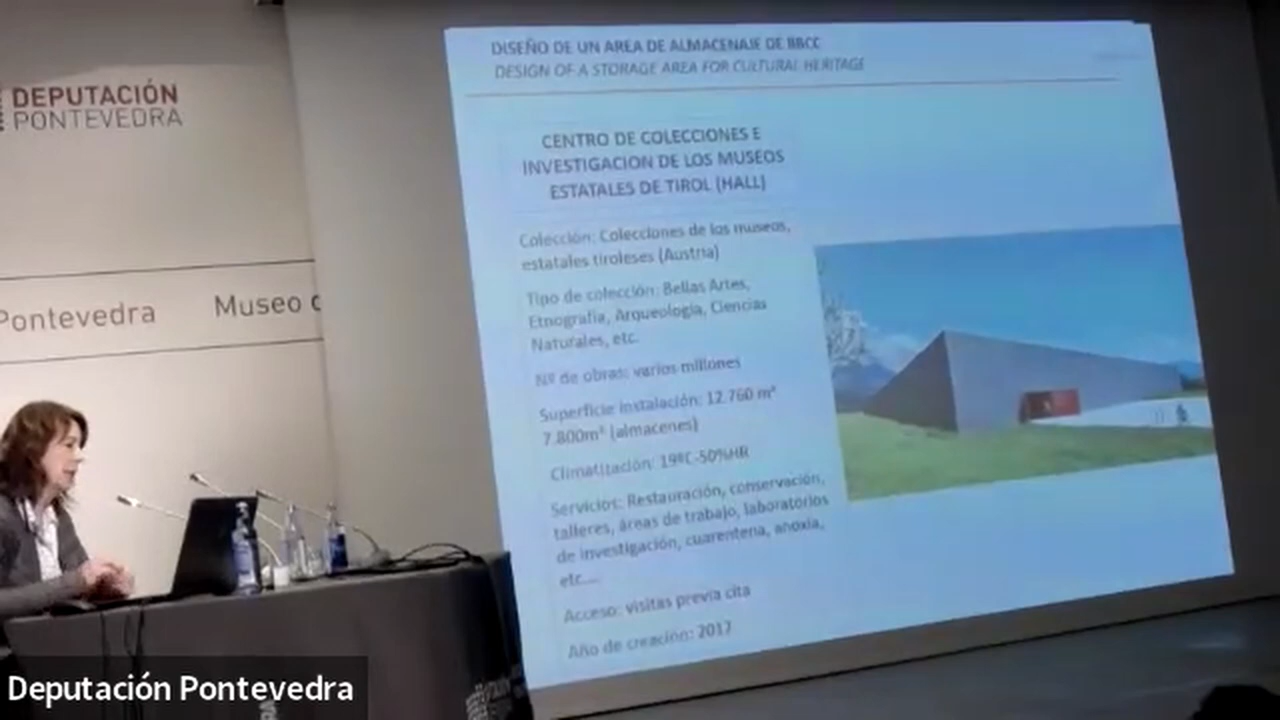 DEPUTACIÓN
PONTEVEDRA
Pontevedra
Museo
DISEÑO DE UN AREA DE ALMACENAJE DE BBCC
DESIGN OF A STORAGE AREA FOR CULTURAL HERITAGE
CENTRO DE COLECCIONES E
INVESTIGACION DE LOS MUSEOS
ESTATALES DE TIROL (HALL)
Colección: Colecciones de los museos,
estatales tiroleses (Austria)
Tipo de colección: Bellas Artes,
Etnografía, Arqueología, Ciencias
Naturales, etc.
Nº de obras: varios millones
Superficie instalación: 12.760 m²
7.800m² (almacenes)
Climatitación: 19ºC-50%HR
Servicios: Restauración, conservación,
talleres, áreas de trabajo, laboratorios
de investigación, cuarentena, anoxia,
etc....
Acceso: visitas previa cita
Año de creación: 2017
Deputación Pontevedra